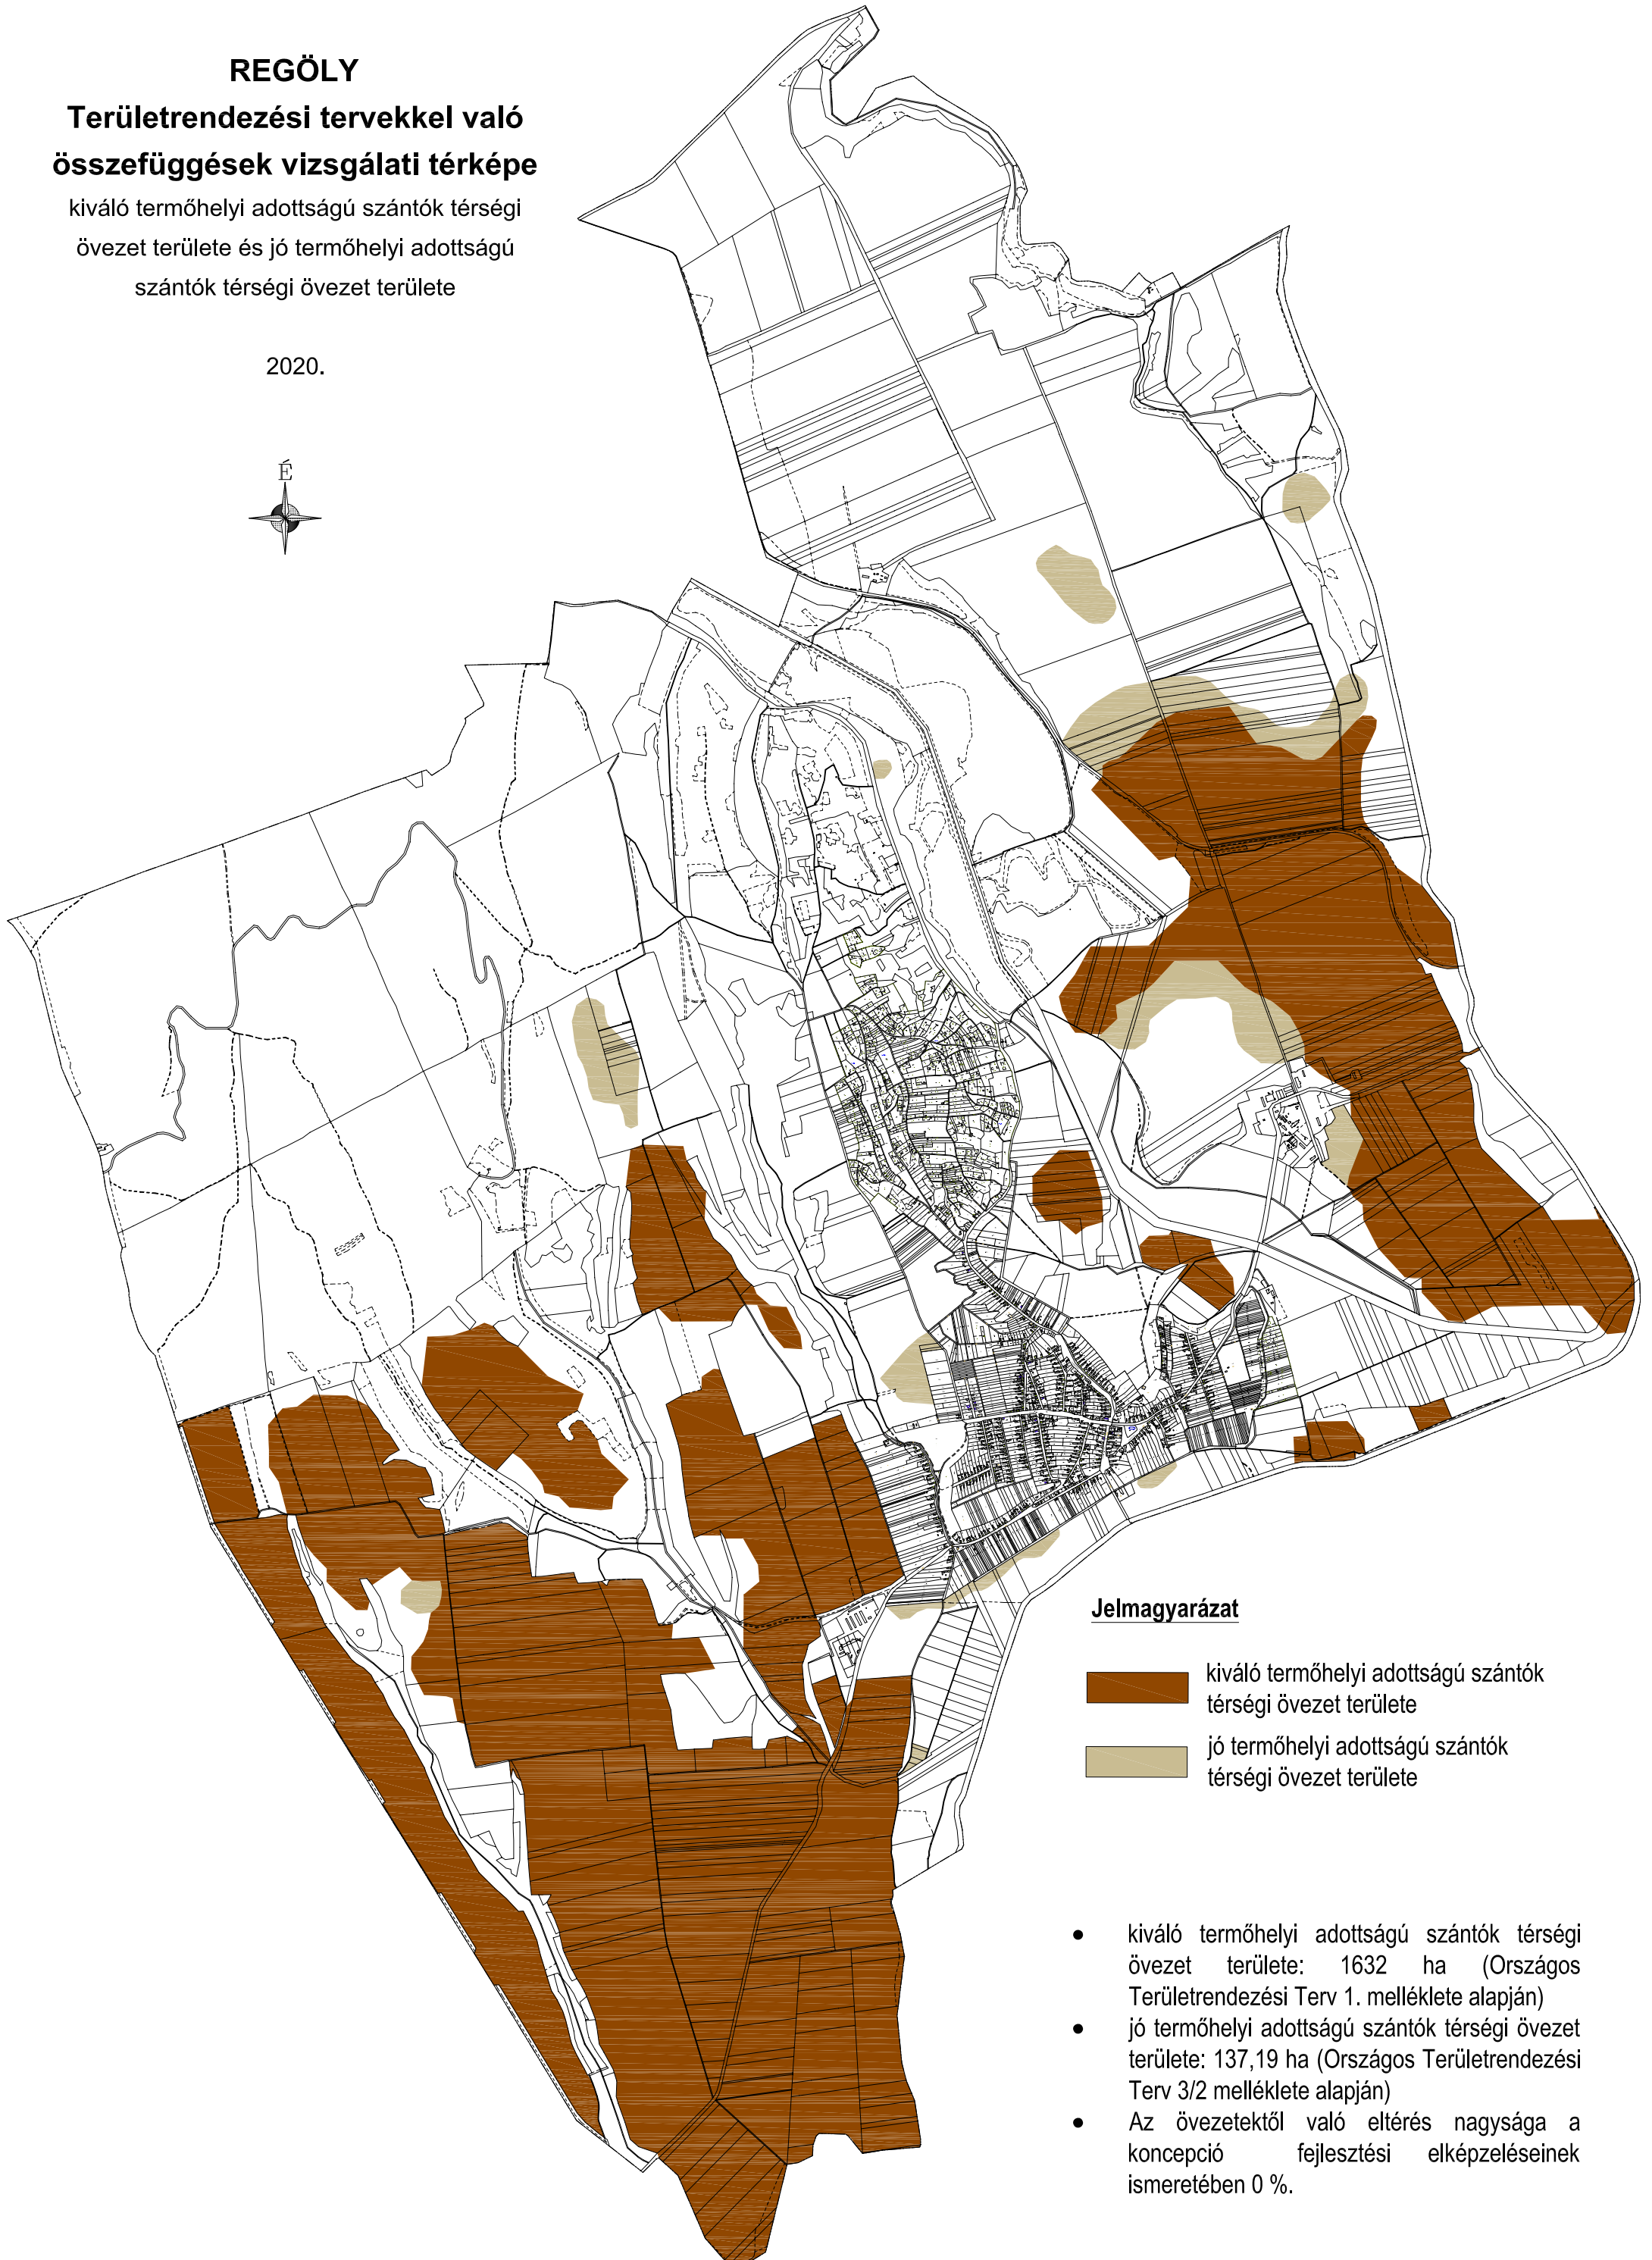 REGÖLY
Területrendezési tervekkel való
összefüggések vizsgálati térképe
kiváló termőhelyi adottságú szántók térségi
övezet területe és jó termőhelyi adottságú
szántók térségi övezet területe
2020.
É
Jelmagyarázat
kiváló termőhelyi adottságú szántók
térségi övezet területe
jó termőhelyi adottságú szántók
térségi övezet területe
• kiváló termőhelyi adottságú szántók térségi
övezet területe: 1632 ha (Országos
Területrendezési Terv 1. melléklete alapján)
• jó termőhelyi adottságú szántók térségi övezet
területe: 137,19 ha (Országos Területrendezési
Terv 3/2 melléklete alapján)
• Az övezetektől való eltérés nagysága a
koncepció fejlesztési elképzeléseinek
ismeretében 0 %.